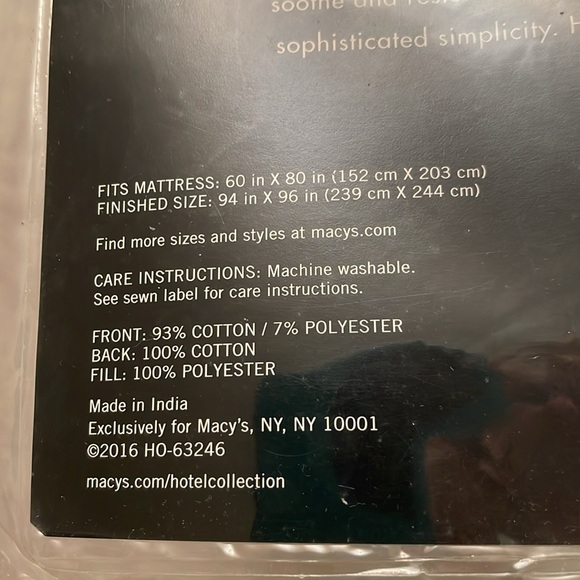 soothe and
sophisticated simplicity.
FITS MATTRESS: 60 in X 80 in (152 cm X 203 cm)
FINISHED SIZE: 94 in X 96 in (239 cm X 244 cm)
Find more sizes and styles at macys.com
CARE INSTRUCTIONS: Machine washable.
See sewn label for care instructions.
FRONT: 93% COTTON / 7% POLYESTER
BACK: 100% COTTON
FILL: 100% POLYESTER
Made in India
Exclusively for Macy's, NY, NY 10001
©2016 HO-63246
macys.com/hotelcollection